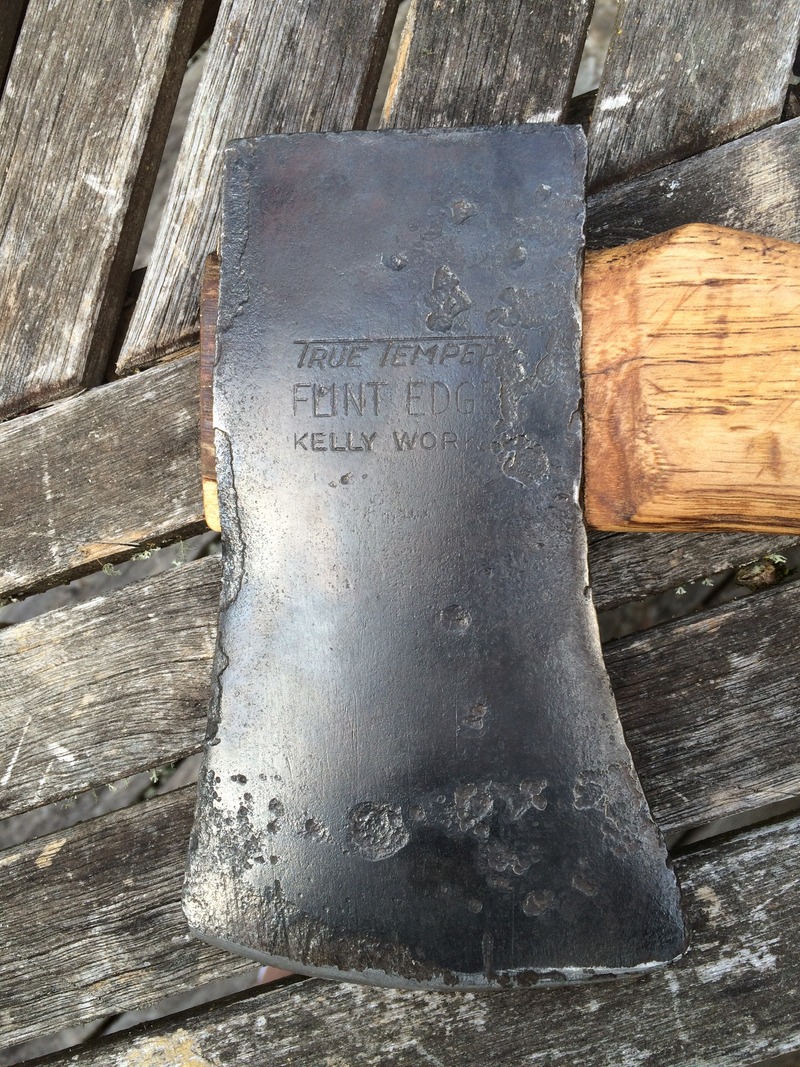 TRUE TEMPER
FLINT EDG
KELLY WORK